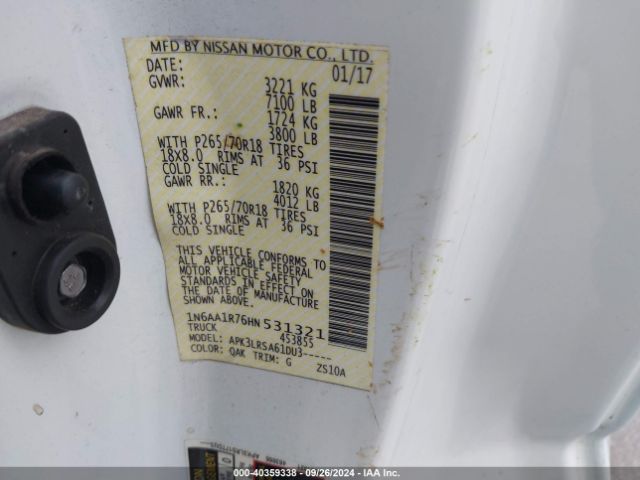 MFD BY NISSAN MOTOR CO., LTD.
DATE: 01/17
GVWR: 3221 KG
7100 LB
GAWR FR.: 1724 KG
3800 LB
WITH P265/70R18 TIRES
18X8.0 RIMS AT 36 PSI
COLD SINGLE
GAWR RR.: 1820 KG
4012 LB
WITH P265/70R18 TIRES
18X8.0 RIMS AT 36 PSI
COLD SINGLE
THIS VEHICLE CONFORMS TO
ALL APPLICABLE FEDERAL
MOTOR VEHICLE SAFETY
STANDARDS IN EFFECT ON
THE DATE OF MANUFACTURE
SHOWN ABOVE.
1N6AA1R76HN531321
TRUCK 453855
MODEL: APK3LRSA61DU3-----
COLOR: QAK TRIM: G ZS10A
000-40359338 - 09/26/2024 - IAAI.com